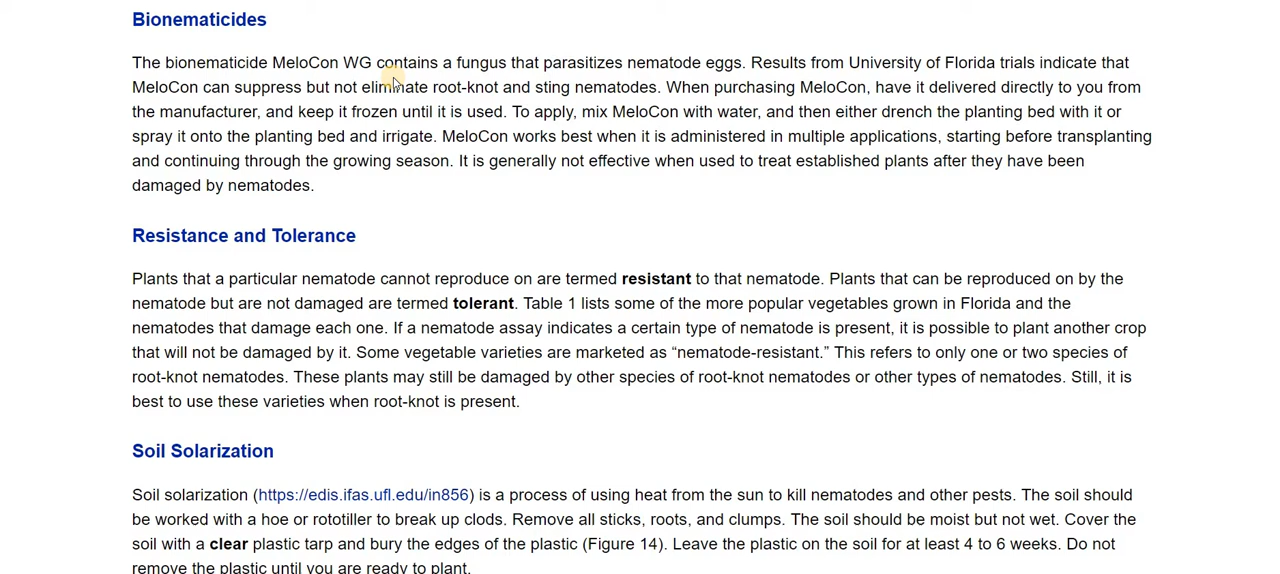 Bionematicides
The bionematicide MeloCon WG contains a fungus that parasitizes nematode eggs. Results from University of Florida trials indicate that
MeloCon can suppress but not eliminate root-knot and sting nematodes. When purchasing MeloCon, have it delivered directly to you from
the manufacturer, and keep it frozen until it is used. To apply, mix MeloCon with water, and then either drench the planting bed with it or
spray it onto the planting bed and irrigate. MeloCon works best when it is administered in multiple applications, starting before transplanting
and continuing through the growing season. It is generally not effective when used to treat established plants after they have been
damaged by nematodes.
Resistance and Tolerance
Plants that a particular nematode cannot reproduce on are termed resistant to that nematode. Plants that can be reproduced on by the
nematode but are not damaged are termed tolerant. Table 1 lists some of the more popular vegetables grown in Florida and the
nematodes that damage each one. If a nematode assay indicates a certain type of nematode is present, it is possible to plant another crop
that will not be damaged by it. Some vegetable varieties are marketed as “nematode-resistant.” This refers to only one or two species of
root-knot nematodes. These plants may still be damaged by other species of root-knot nematodes or other types of nematodes. Still, it is
best to use these varieties when root-knot is present.
Soil Solarization
Soil solarization (https://edis.ifas.ufl.edu/in856) is a process of using heat from the sun to kill nematodes and other pests. The soil should
be worked with a hoe or rototiller to break up clods. Remove all sticks, roots, and clumps. The soil should be moist but not wet. Cover the
soil with a clear plastic tarp and bury the edges of the plastic (Figure 14). Leave the plastic on the soil for at least 4 to 6 weeks. Do not
remove the plastic until you are ready to plant.